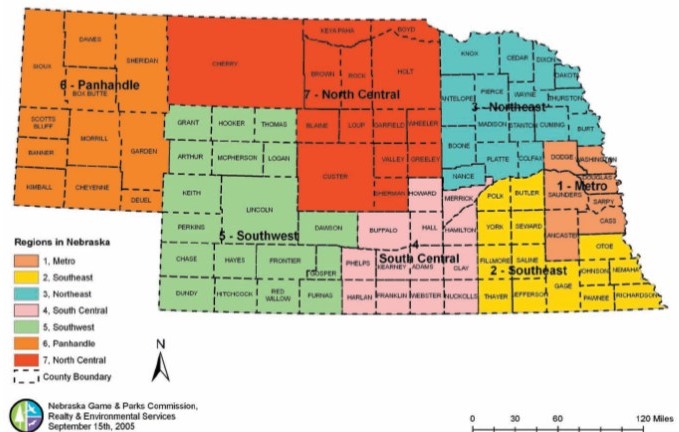 KEYA PAHA
BOYD
DAWES
SHERIDAN
SIOUX
CHERRY
KNOX
CEDAR
DIXON
DAKOTA
6 - Panhandle
BOX BUTTE
BROWN
ROCK
HOLT
7 - North Central
ANTELOPE
PIERCE
WAYNE
THURSTON
3 - Northeast
SCOTTS
BLUFF
MORRILL
GARDEN
GRANT
HOOKER
THOMAS
BLAINE
LOUP
GARFIELD
WHEELER
MADISON
STANTON
CUMING
BURT
BANNER
ARTHUR
MCPHERSON
LOGAN
CUSTER
VALLEY
GREELEY
BOONE
PLATTE
COLFAX
DODGE
WASHINGTON
KIMBALL
CHEYENNE
DEUEL
KEITH
LINCOLN
SHERMAN
HOWARD
NANCE
MERRICK
POLK
BUTLER
SAUNDERS
DOUGLAS
1 - Metro
SARPY
CASS
PERKINS
5 - Southwest
DAWSON
BUFFALO
HALL
HAMILTON
YORK
SEWARD
LANCASTER
OTOE
4
South Central
CHASE
HAYES
FRONTIER
GOSPER
PHELPS
KEARNEY
ADAMS
CLAY
FILLMORE
SALINE
2 - Southeast
JOHNSON
NEMAHA
DUNDY
HITCHCOCK
RED
WILLOW
FURNAS
HARLAN
FRANKLIN
WEBSTER
NUCKOLLS
THAYER
JEFFERSON
GAGE
PAWNEE
RICHARDSON
Regions in Nebraska
1, Metro
2, Southeast
3, Northeast
4, South Central
5, Southwest
6, Panhandle
7, North Central
County Boundary
N
Nebraska Game & Parks Commission,
Realty & Environmental Services
September 15th, 2005
0 30 60 120 Miles